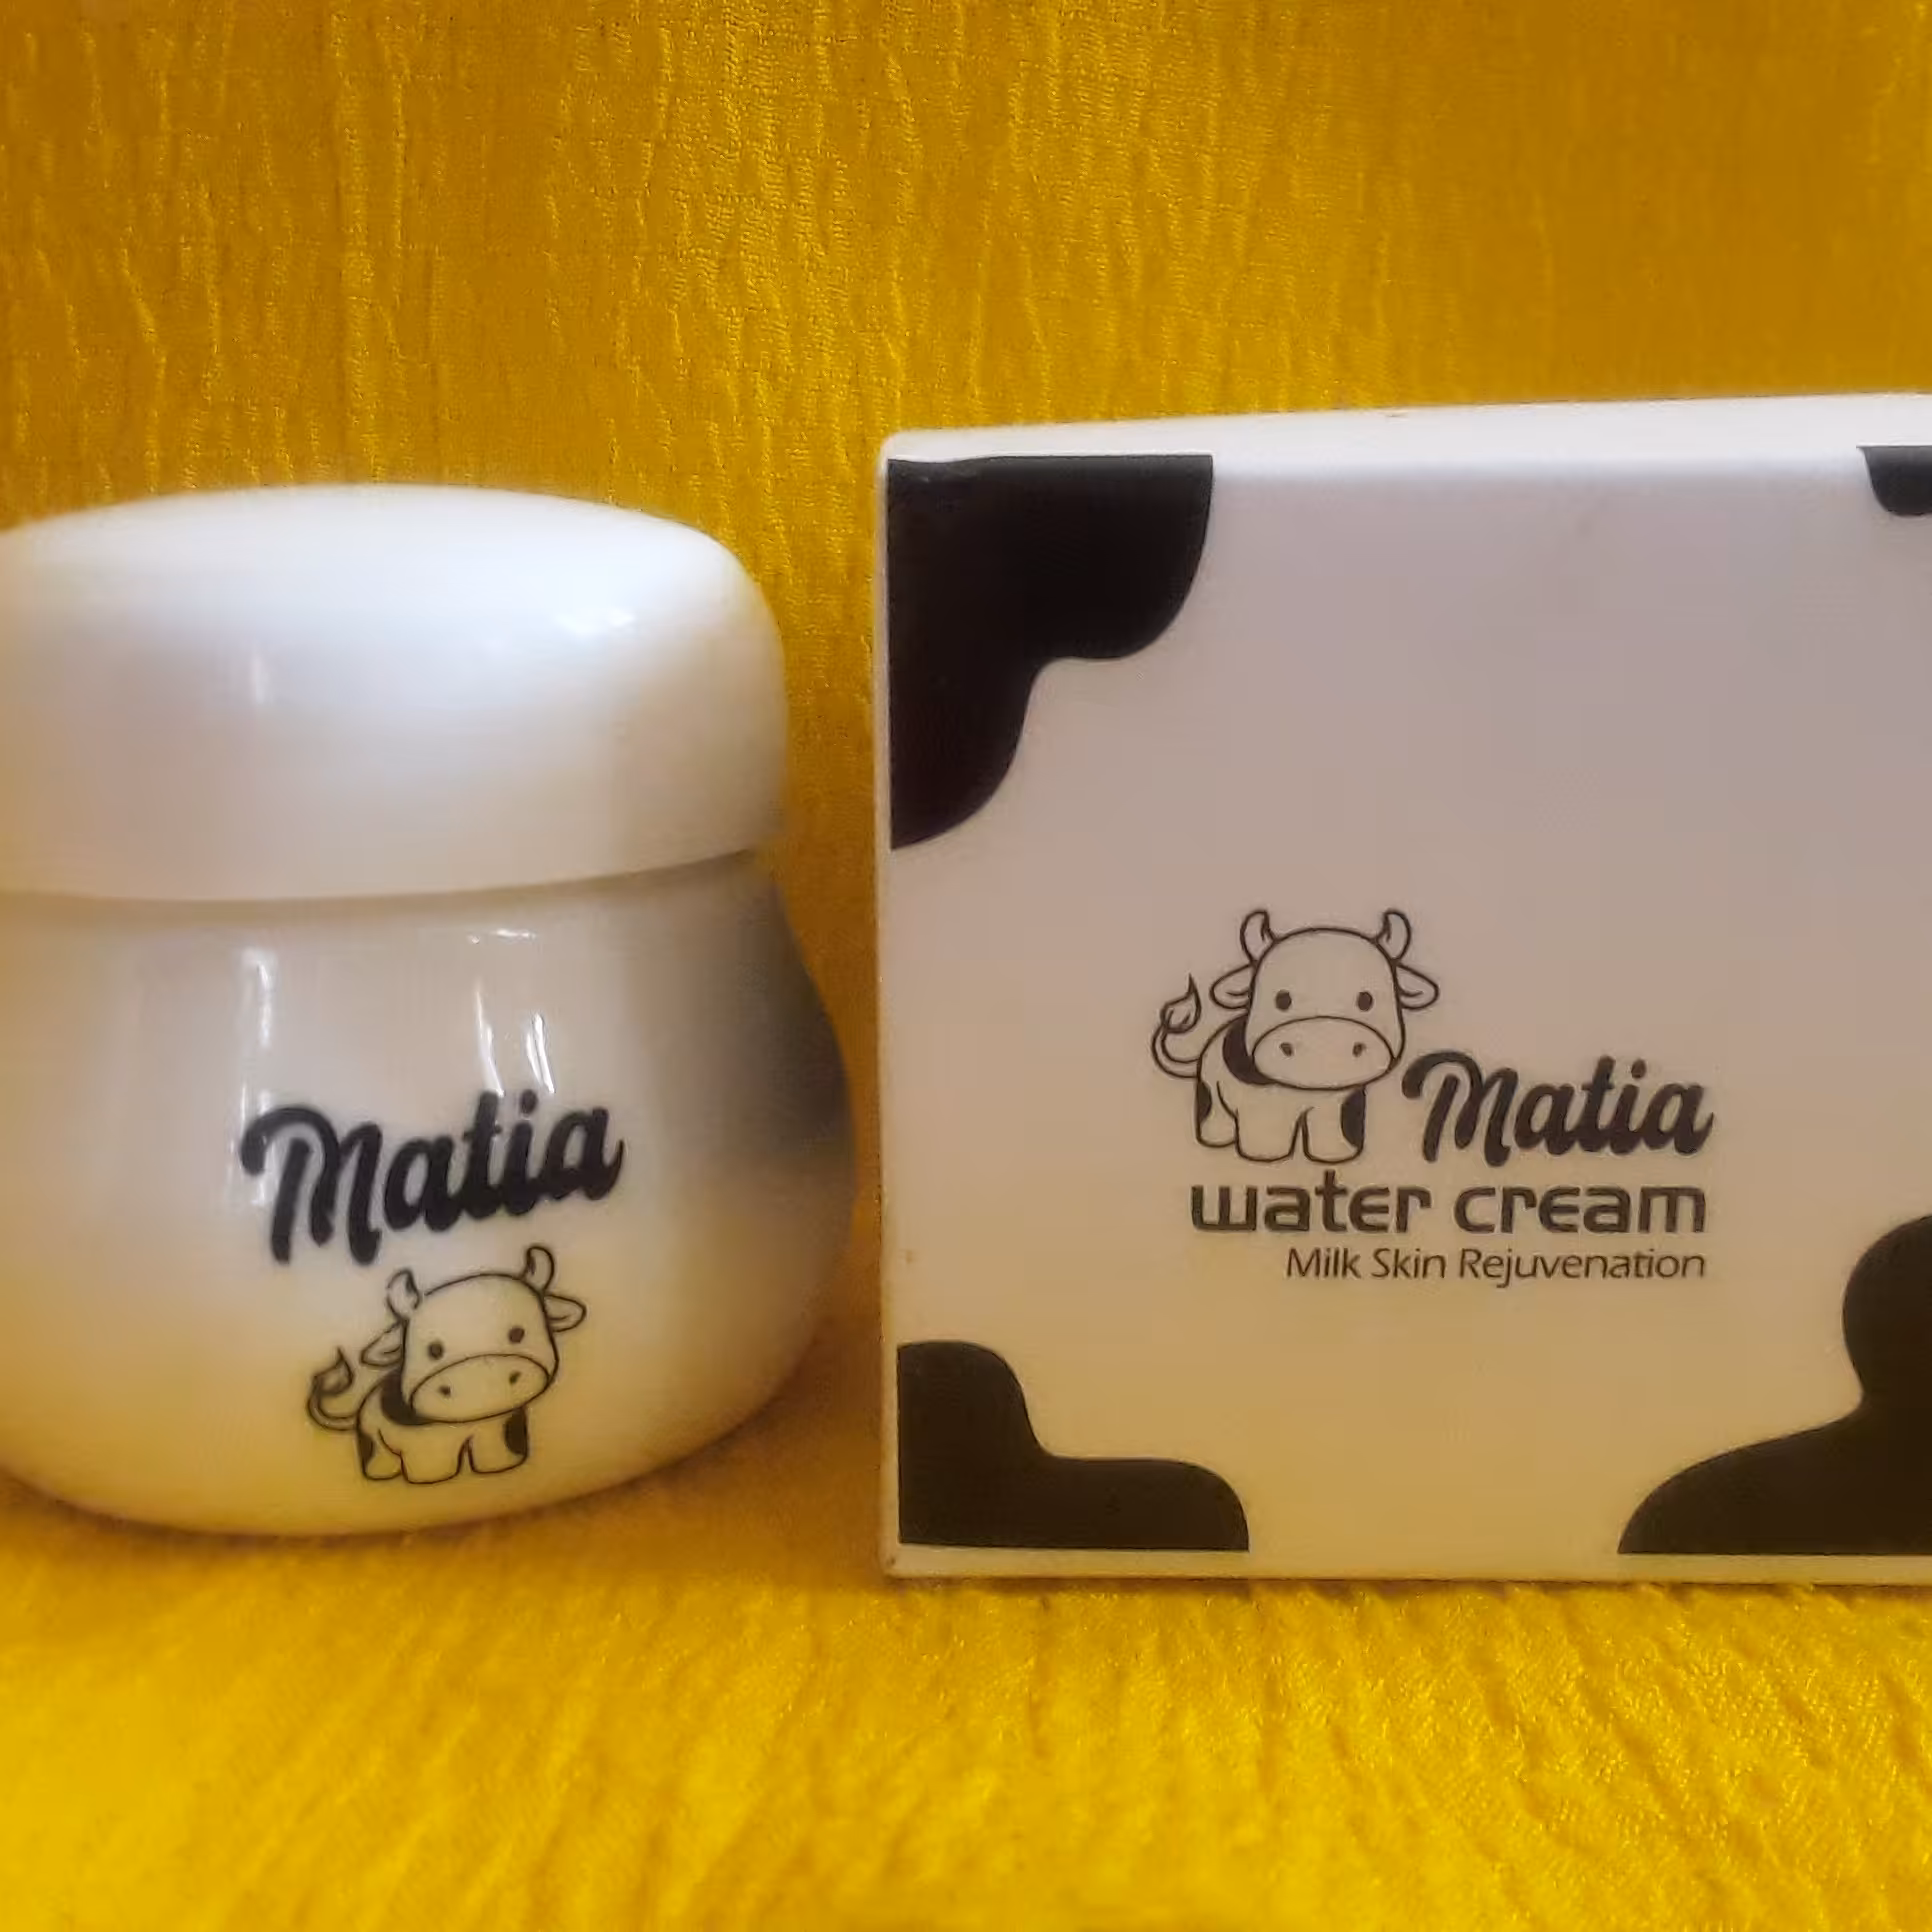 Matia
Matia
water cream
Milk Skin Rejuvenation